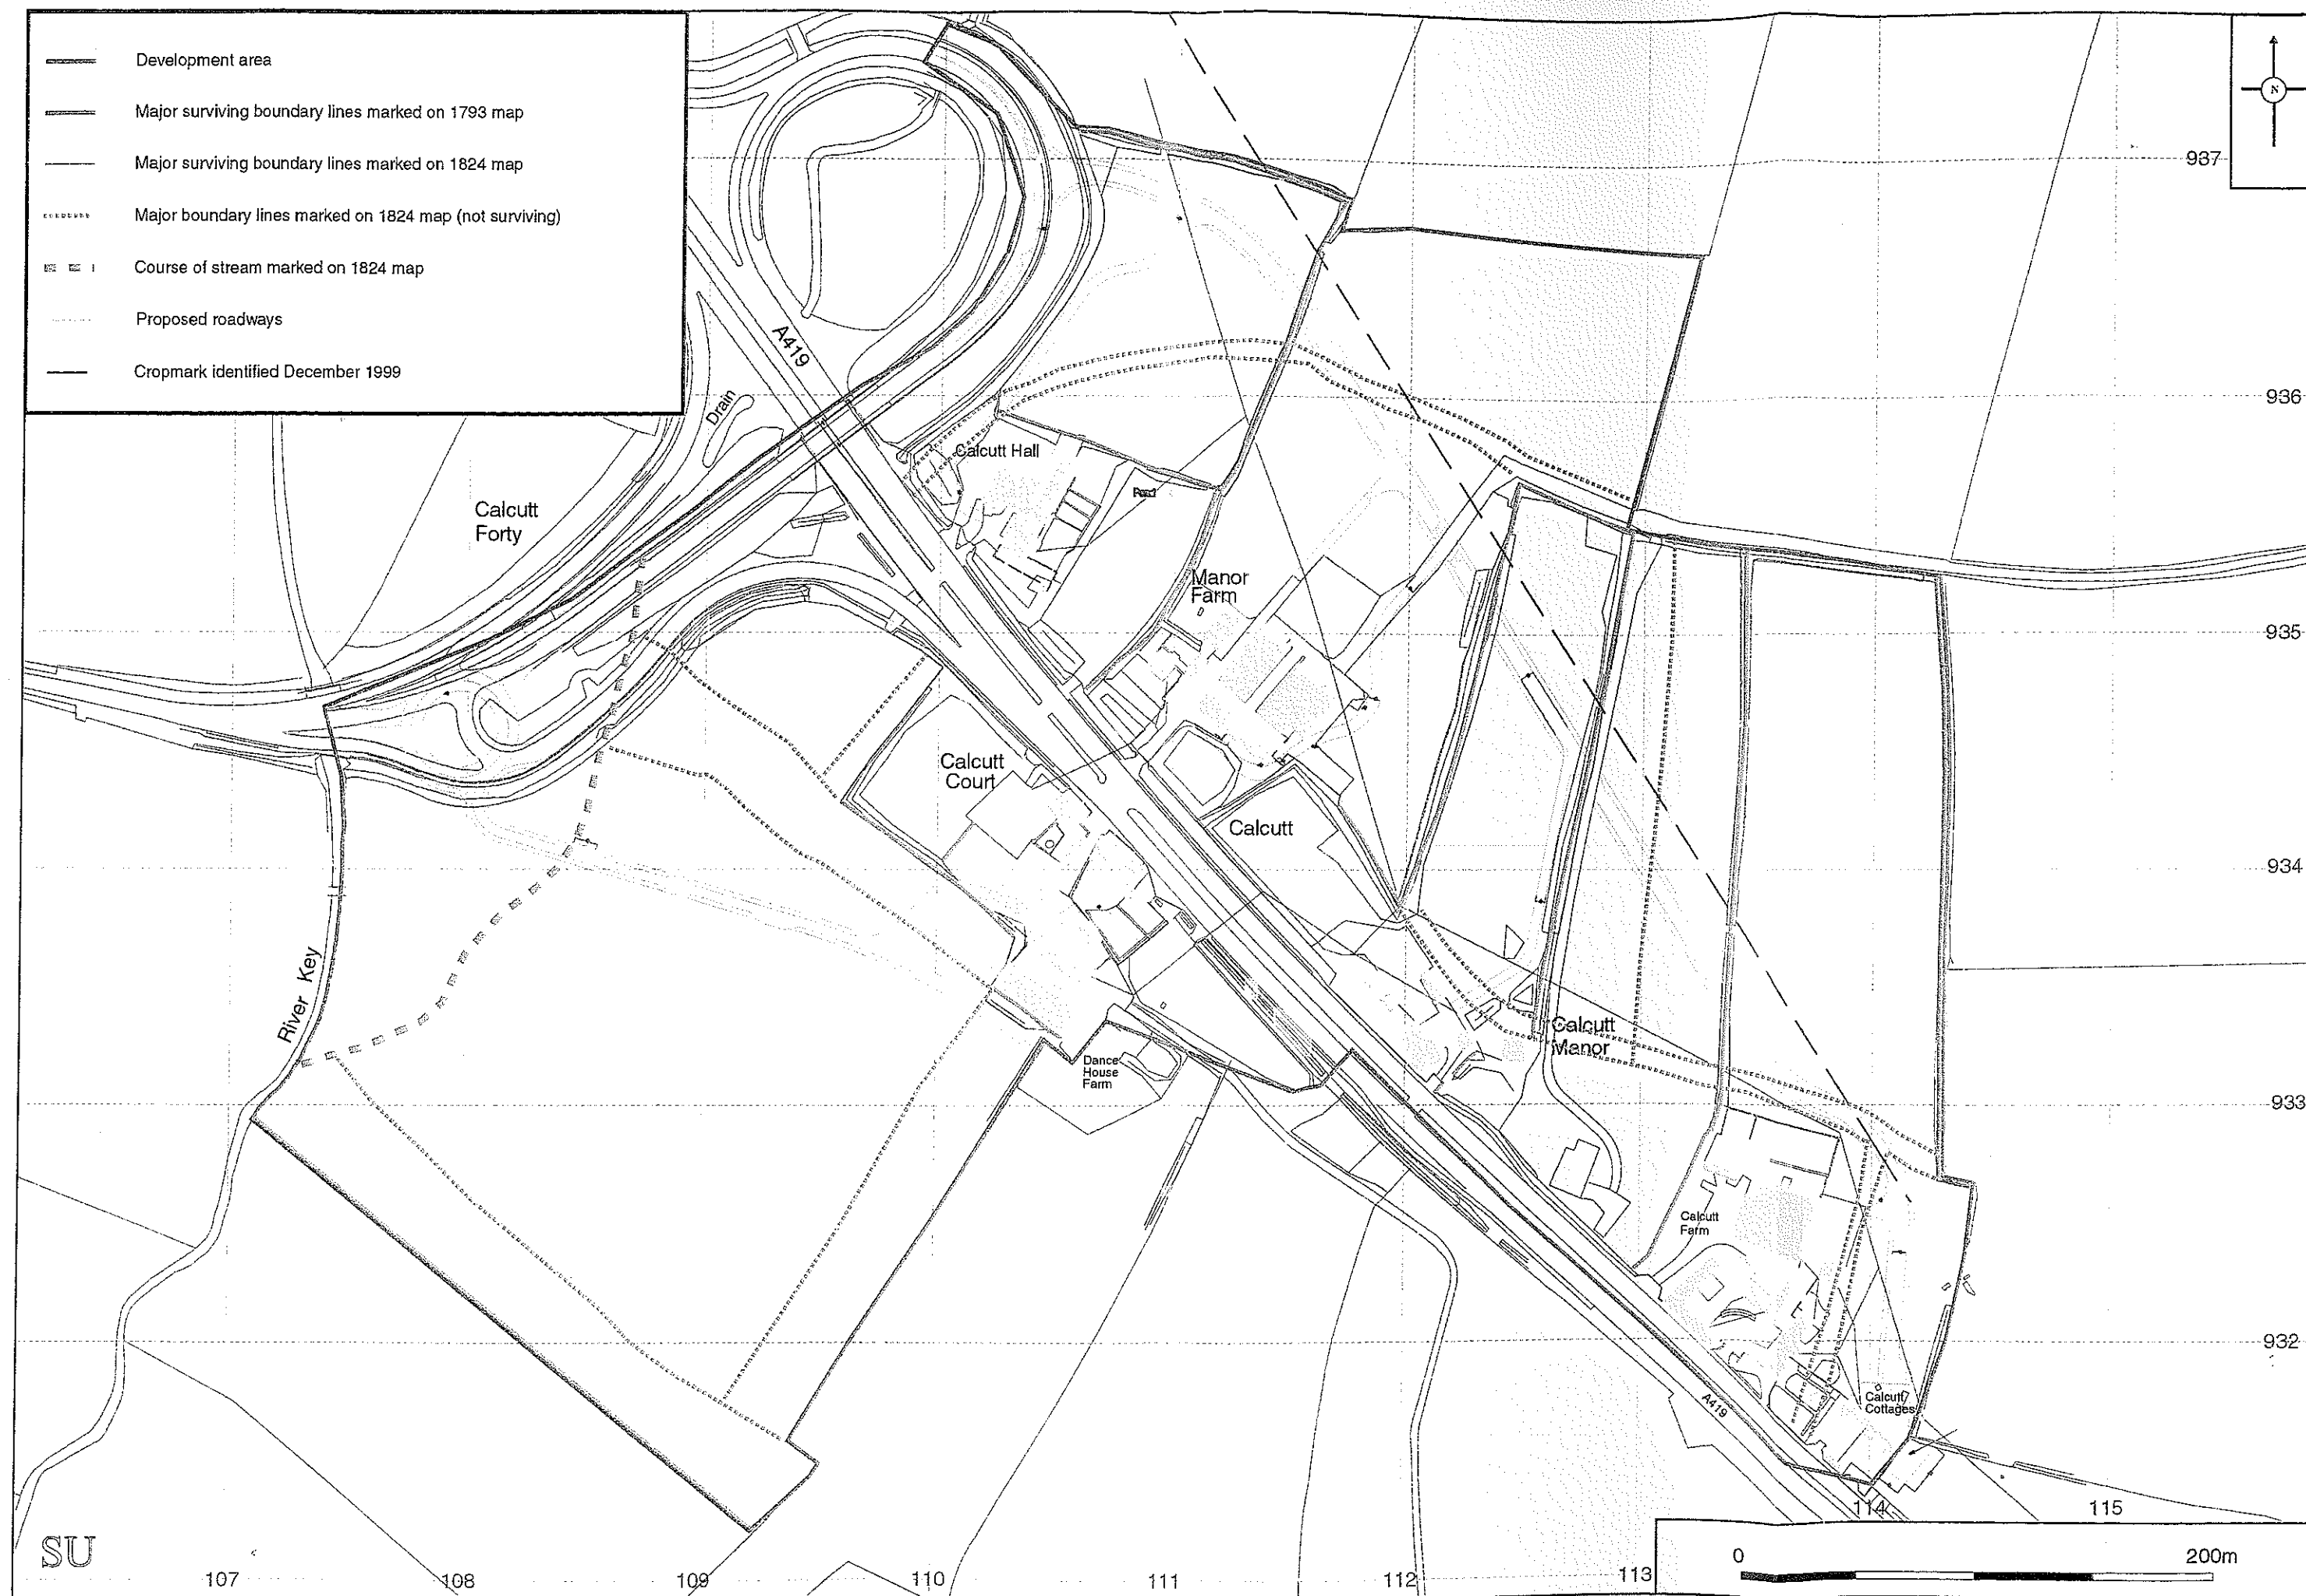 Development area
Major surviving boundary lines marked on 1793 map
Major surviving boundary lines marked on 1824 map
Major boundary lines marked on 1824 map (not surviving)
Course of stream marked on 1824 map
Proposed roadways
Cropmark identified December 1999
N
937
A419
936
Drain
Calcutt Hall
Pond
Calcutt
Forty
Manor
Farm
935
Calcutt
Court
Calcutt
934
River Key
Calcutt
Manor
Dance
House
Farm
933
Calcutt
Farm
932
A419
Calcutt
Cottages
114
115
SU
107
108
109
110
111
112
113
0
200m